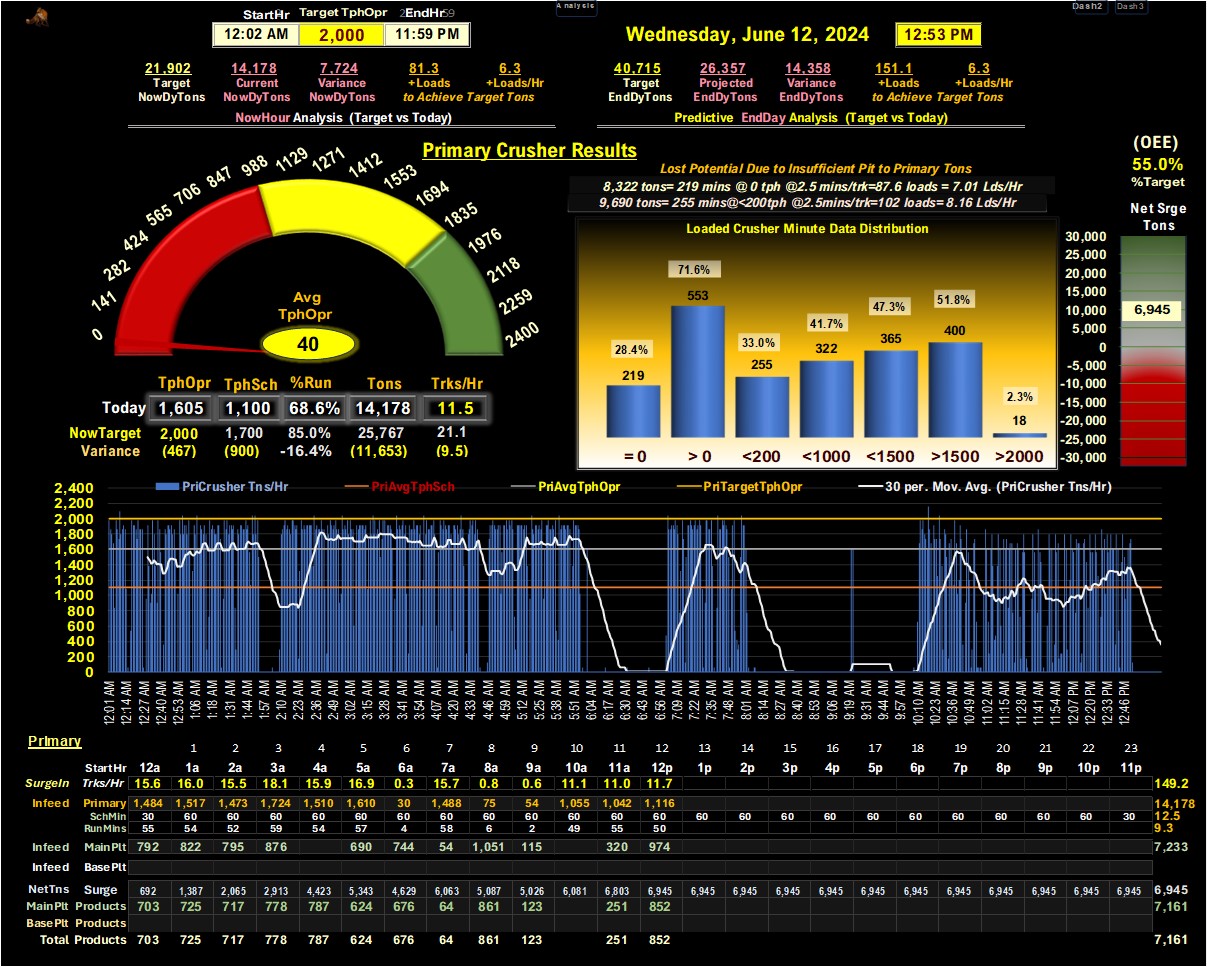 StartHr Target TphOpr EndHr
12:02 AM 2,000 11:59 PM
Analysis
Wednesday, June 12, 2024 12:53 PM
Dash2 Dash3
21,902 14,178 7,724 81.3 6.3
Target Current Variance +Loads +Loads/Hr
NowDyTons NowDyTons NowDyTons to Achieve Target Tons
NowHour Analysis (Target vs Today)
40,715 26,357 14,358 151.1 6.3
Target Projected Variance +Loads +Loads/Hr
EndDyTons EndDyTons EndDyTons to Achieve Target Tons
Predictive EndDay Analysis (Target vs Today)
Primary Crusher Results
0 141 282 424 565 706 847 988 1129 1271 1412 1553 1694 1835 1976 2118 2259 2400
Avg
TphOpr
40
TphOpr TphSch %Run Tons Trks/Hr
Today 1,605 1,100 68.6% 14,178 11.5
NowTarget 2,000 1,700 85.0% 25,767 21.1
Variance (467) (900) -16.4% (11,653) (9.5)
Lost Potential Due to Insufficient Pit to Primary Tons
8,322 tons= 219 mins @ 0 tph @2.5 mins/trk=87.6 loads = 7.01 Lds/Hr
9,690 tons= 255 mins@<200tph @2.5mins/trk=102 loads= 8.16 Lds/Hr
Loaded Crusher Minute Data Distribution
28.4% 71.6% 33.0% 41.7% 47.3% 51.8% 2.3%
219 553 255 322 365 400 18
= 0 > 0 <200 <1000 <1500 >1500 >2000
(OEE)
55.0%
%Target
Net Srge
Tons
30,000
25,000
20,000
15,000
10,000
5,000
0
-5,000
-10,000
-15,000
-20,000
-25,000
-30,000
6,945
PriCrusher Tns/Hr PriAvgTphSch PriAvgTphOpr PriTargetTphOpr 30 per. Mov. Avg. (PriCrusher Tns/Hr)
2,400
2,200
2,000
1,800
1,600
1,400
1,200
1,000
800
600
400
200
0
12:01 AM 12:14 AM 12:27 AM 12:40 AM 12:53 AM 1:06 AM 1:18 AM 1:31 AM 1:44 AM 1:57 AM 2:10 AM 2:23 AM 2:36 AM 2:49 AM 3:02 AM 3:15 AM 3:28 AM 3:41 AM 3:54 AM 4:07 AM 4:20 AM 4:33 AM 4:46 AM 4:59 AM 5:12 AM 5:25 AM 5:38 AM 5:51 AM 6:04 AM 6:17 AM 6:30 AM 6:43 AM 6:56 AM 7:09 AM 7:22 AM 7:35 AM 7:48 AM 8:01 AM 8:14 AM 8:27 AM 8:40 AM 8:53 AM 9:06 AM 9:19 AM 9:31 AM 9:44 AM 9:57 AM 10:10 AM 10:23 AM 10:36 AM 10:49 AM 11:02 AM 11:15 AM 11:28 AM 11:41 AM 11:54 AM 12:07 PM 12:20 PM 12:33 PM 12:46 PM
Primary 1 2 3 4 5 6 7 8 9 10 11 12 13 14 15 16 17 18 19 20 21 22 23
StartHr 12a 1a 2a 3a 4a 5a 6a 7a 8a 9a 10a 11a 12p 1p 2p 3p 4p 5p 6p 7p 8p 9p 10p 11p
SurgeIn Trks/Hr 15.6 16.0 15.5 18.1 15.9 16.9 0.3 15.7 0.8 0.6 11.1 11.0 11.7 149.2
Infeed Primary 1,484 1,517 1,473 1,724 1,510 1,610 30 1,488 75 54 1,055 1,042 1,116 14,178
SchMin 30 60 60 60 60 60 60 60 60 60 60 60 60 60 60 60 60 60 60 60 60 60 60 30 12.5
RunMins 55 54 52 59 54 57 4 58 6 2 49 55 50 9.3
Infeed MainPlt 792 822 795 876 690 744 54 1,051 115 320 974 7,233
Infeed BasePlt
NetTns Surge 692 1,387 2,065 2,913 4,423 5,343 4,629 6,063 5,087 5,026 6,081 6,803 6,945 6,945 6,945 6,945 6,945 6,945 6,945 6,945 6,945 6,945 6,945 6,945 6,945
MainPlt Products 703 725 717 778 787 624 676 64 861 123 251 852 7,161
BasePlt Products
Total Products 703 725 717 778 787 624 676 64 861 123 251 852 7,161